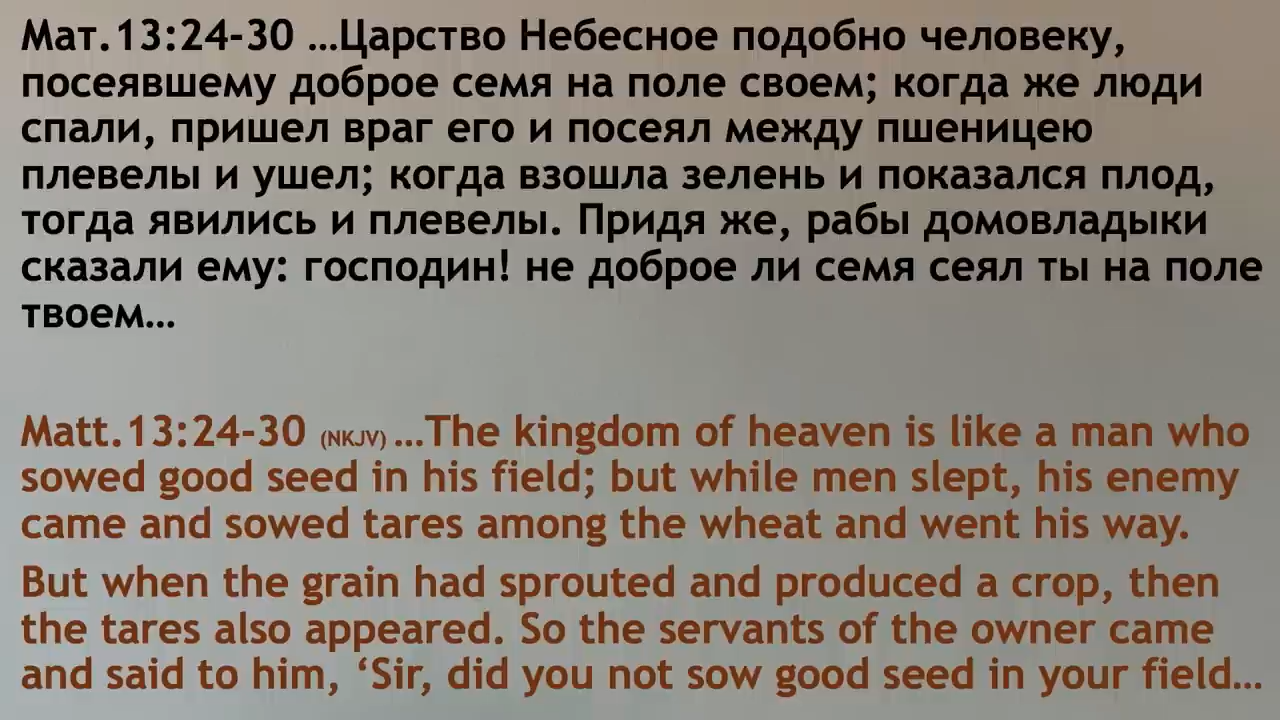 Мат.13:24-30 …Царство Небесное подобно человеку,
посеявшему доброе семя на поле своем; когда же люди
спали, пришел враг его и посеял между пшеницею
плевелы и ушел; когда взошла зелень и показался плод,
тогда явились и плевелы. Придя же, рабы домовладыки
сказали ему: господин! не доброе ли семя сеял ты на поле
твоем…
Matt.13:24-30 (NKJV) …The kingdom of heaven is like a man who
sowed good seed in his field; but while men slept, his enemy
came and sowed tares among the wheat and went his way.
But when the grain had sprouted and produced a crop, then
the tares also appeared. So the servants of the owner came
and said to him, ‘Sir, did you not sow good seed in your field…